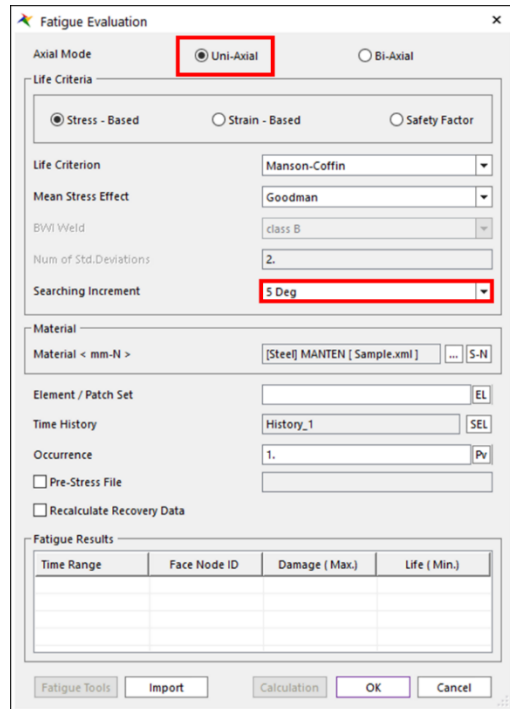 Fatigue Evaluation
Axial Mode Uni-Axial Bi-Axial
Life Criteria
Stress - Based Strain - Based Safety Factor
Life Criterion Manson-Coffin
Mean Stress Effect Goodman
BWI Weld class B
Num of Std.Deviations 2.
Searching Increment 5 Deg
Material
Material < mm-N > [Steel] MANTEN [ Sample.xml ] ... S-N
Element / Patch Set EL
Time History History_1 SEL
Occurrence 1. Pv
Pre-Stress File
Recalculate Recovery Data
Fatigue Results
Time Range Face Node ID Damage ( Max.) Life ( Min.)
Fatigue Tools Import Calculation OK Cancel